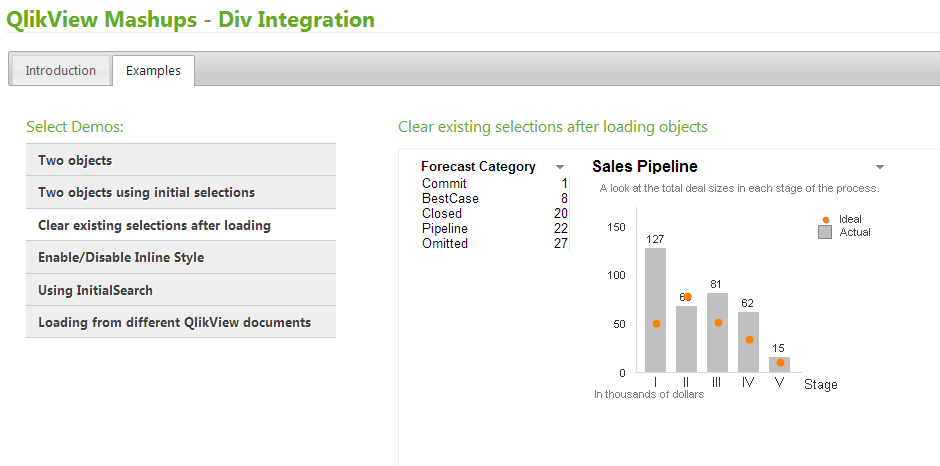 QlikView Mashups - Div Integration
Introduction
Examples
Select Demos:
Two objects
Two objects using initial selections
Clear existing selections after loading
Enable/Disable Inline Style
Using InitialSearch
Loading from different QlikView documents
Clear existing selections after loading objects
Forecast Category
Commit 1
BestCase 8
Closed 20
Pipeline 22
Omitted 27
Sales Pipeline
A look at the total deal sizes in each stage of the process.
Ideal
Actual
150
100
50
0
127
81
62
15
I II III IV V
Stage
In thousands of dollars